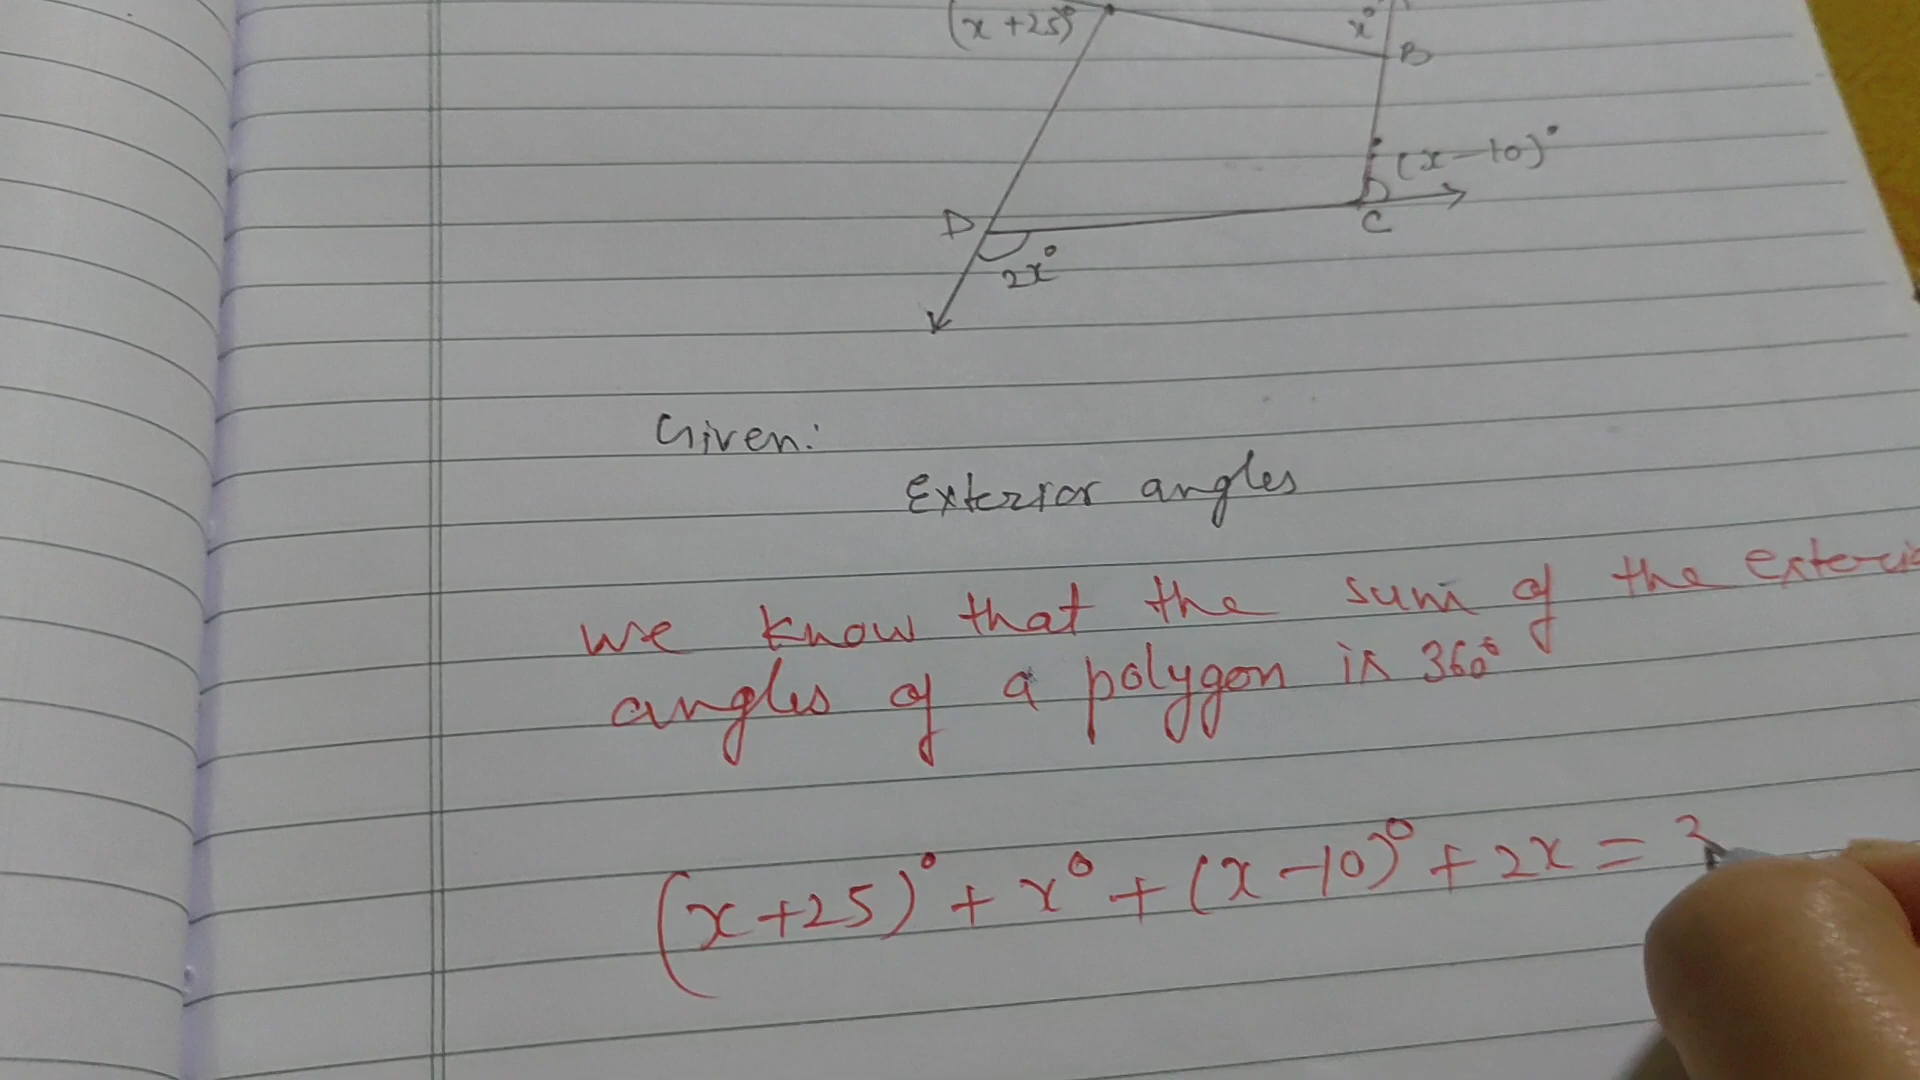 (x+25)°
x°
B
(x-10)°
C
D
2x°
Given:
Exterior angles
we know that the sum of the exterio
angles of a polygon is 360°
(x+25)° + x° + (x-10)° + 2x = 3